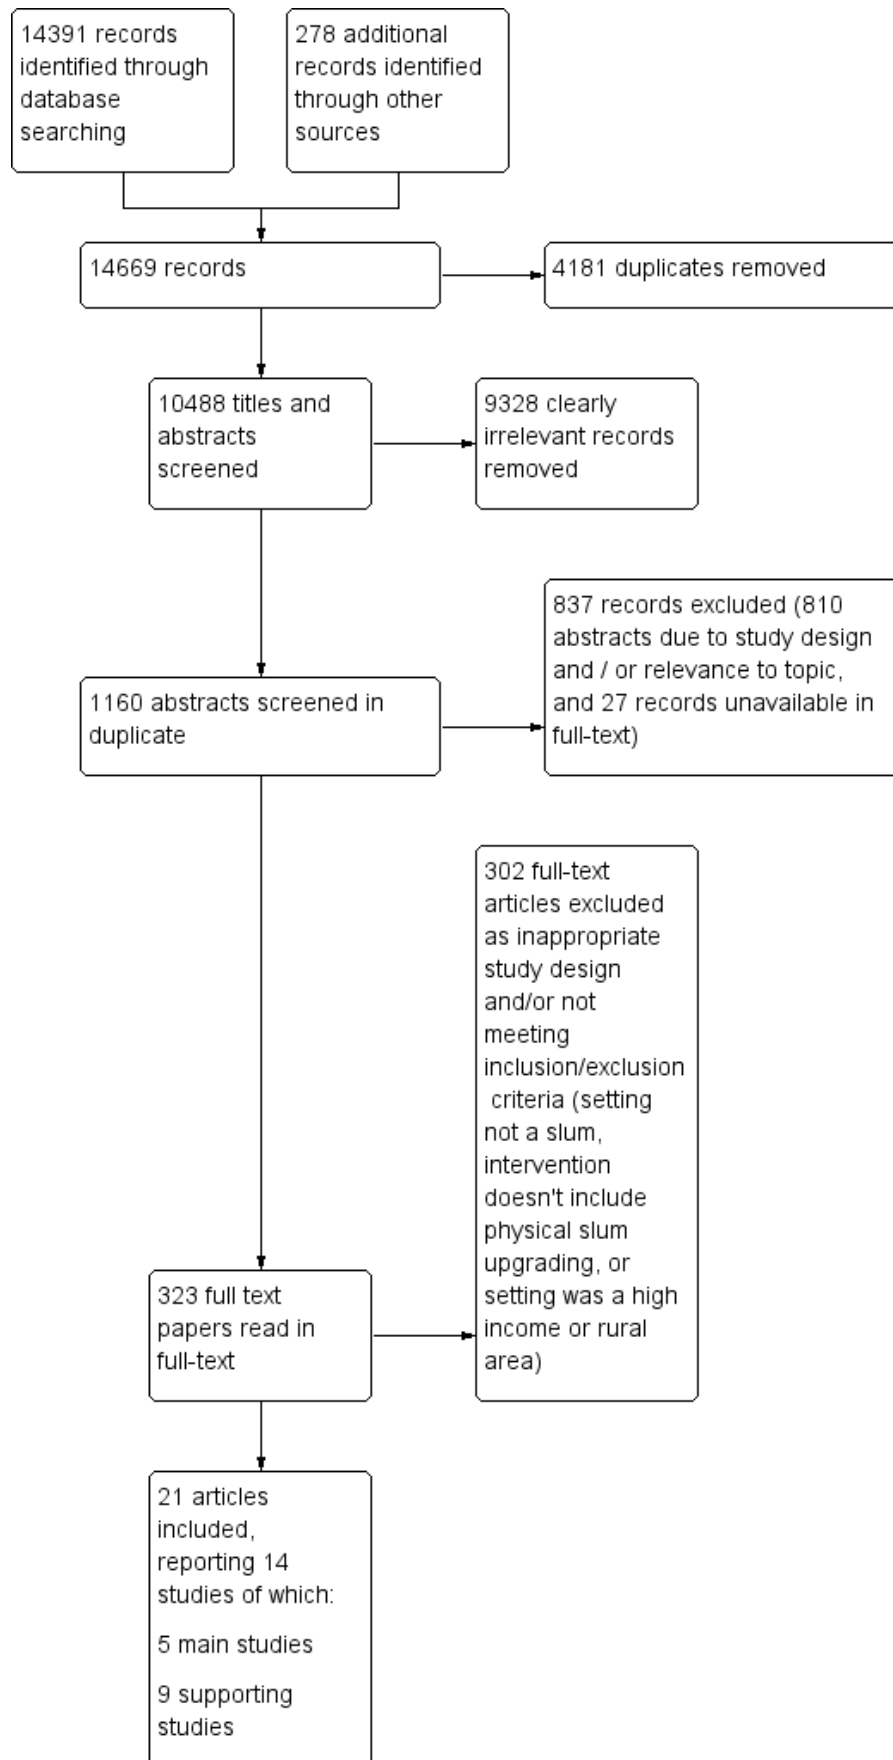 14391 records
identified through
database
searching
278 additional
records identified
through other
sources
14669 records
4181 duplicates removed
10488 titles and
abstracts
screened
9328 clearly
irrelevant records
removed
837 records excluded (810
abstracts due to study design
and / or relevance to topic,
and 27 records unavailable in
full-text)
1160 abstracts screened in
duplicate
302 full-text
articles excluded
as inappropriate
study design
and/or not
meeting
inclusion/exclusion
criteria (setting
not a slum,
intervention
doesn't include
physical slum
upgrading, or
setting was a high
income or rural
area)
323 full text
papers read in
full-text
21 articles
included,
reporting 14
studies of which:
5 main studies
9 supporting
studies